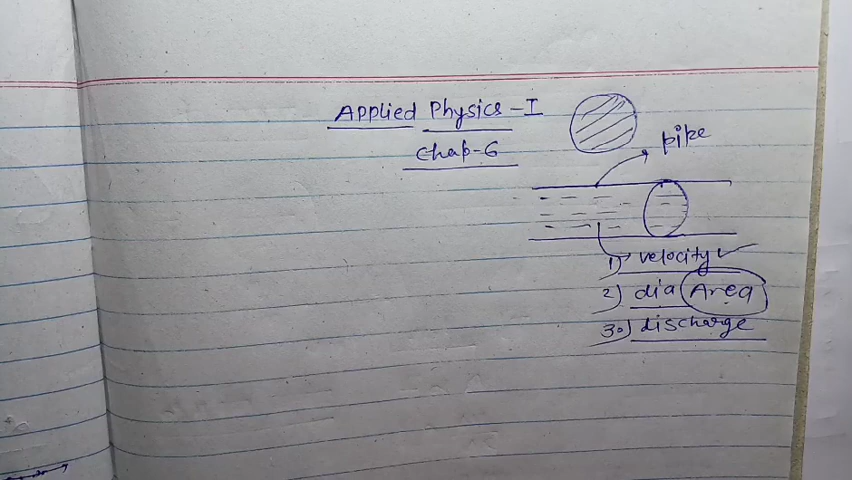 Applied Physics-I
Chap-6
pipe
1) velocity ✓
2) dia Area
3) discharge